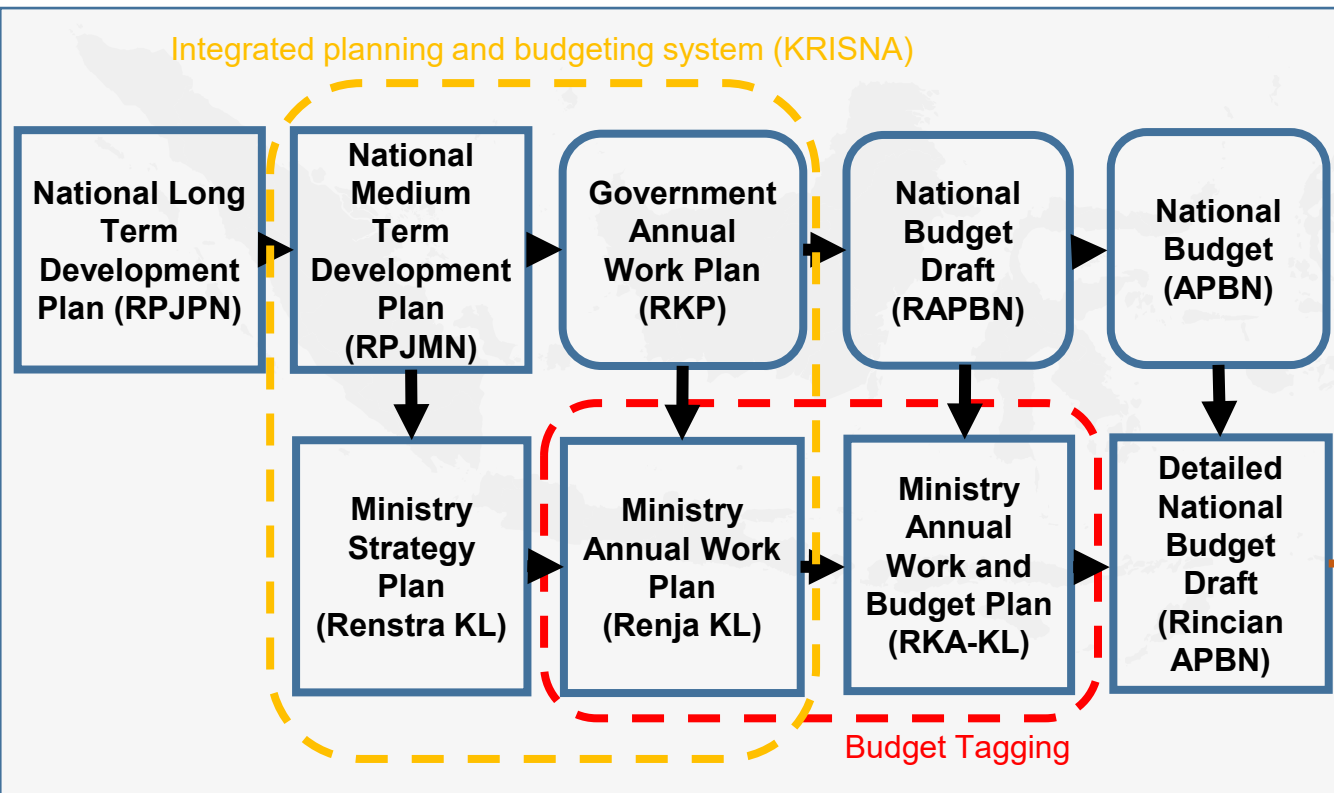 Integrated planning and budgeting system (KRISNA)
National Long
Term
Development
Plan (RPJPN)
National
Medium
Term
Development
Plan
(RPJMN)
Government
Annual
Work Plan
(RKP)
National
Budget
Draft
(RAPBN)
National
Budget
(APBN)
Ministry
Strategy
Plan
(Renstra KL)
Ministry
Annual Work
Plan
(Renja KL)
Ministry
Annual
Work and
Budget Plan
(RKA-KL)
Detailed
National
Budget
Draft
(Rincian
APBN)
Budget Tagging